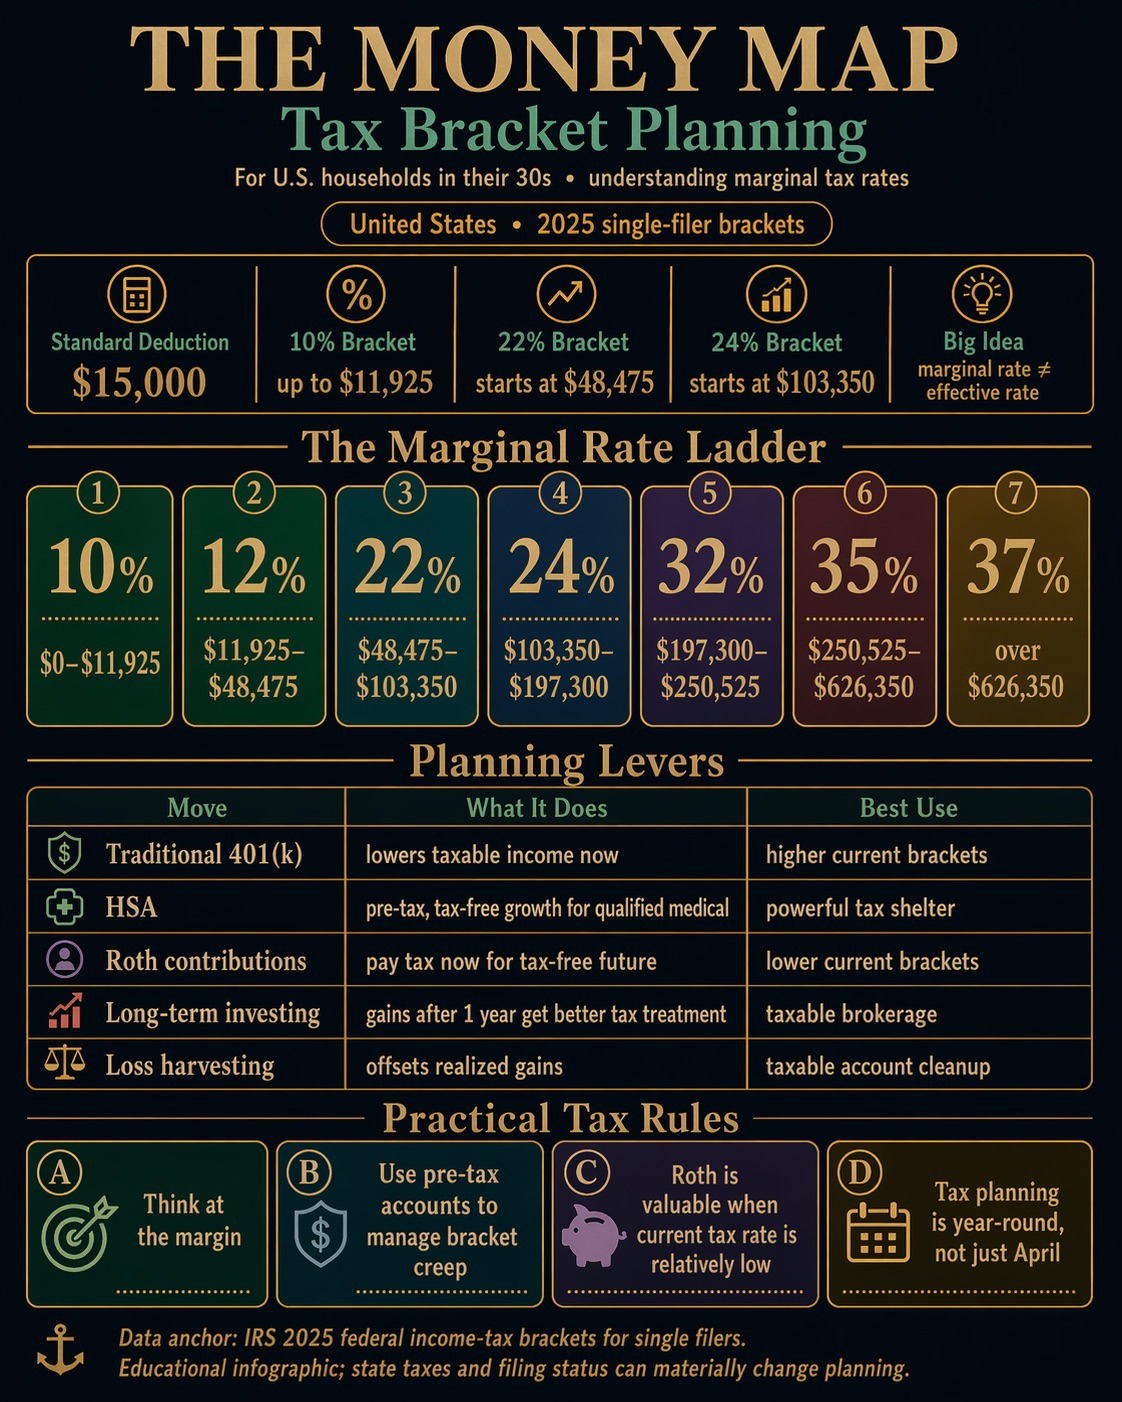 THE MONEY MAP
Tax Bracket Planning
For U.S. households in their 30s • understanding marginal tax rates
United States • 2025 single-filer brackets
Standard Deduction
$15,000
%
10% Bracket
up to $11,925
22% Bracket
starts at $48,475
24% Bracket
starts at $103,350
Big Idea
marginal rate ≠
effective rate
The Marginal Rate Ladder
1
10%
$0–$11,925
2
12%
$11,925–
$48,475
3
22%
$48,475–
$103,350
4
24%
$103,350–
$197,300
5
32%
$197,300–
$250,525
6
35%
$250,525–
$626,350
7
37%
over
$626,350
Planning Levers
Move What It Does Best Use
$ Traditional 401(k) lowers taxable income now higher current brackets
HSA pre-tax, tax-free growth for qualified medical powerful tax shelter
Roth contributions pay tax now for tax-free future lower current brackets
Long-term investing gains after 1 year get better tax treatment taxable brokerage
Loss harvesting offsets realized gains taxable account cleanup
Practical Tax Rules
A
Think at
the margin
B
$
Use pre-tax
accounts to
manage bracket
creep
C
Roth is
valuable when
current tax rate is
relatively low
D
Tax planning
is year-round,
not just April
Data anchor: IRS 2025 federal income-tax brackets for single filers.
Educational infographic; state taxes and filing status can materially change planning.